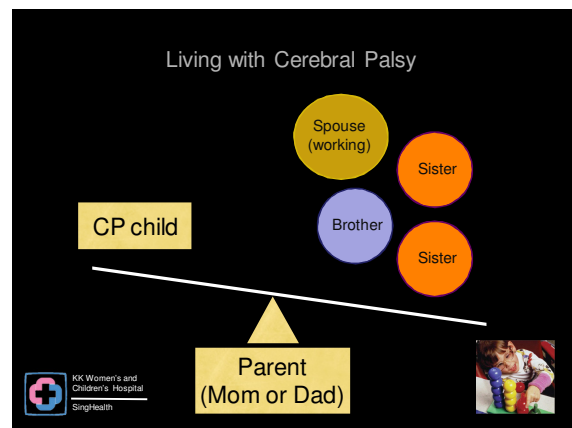 Living with Cerebral Palsy
Spouse
(working)
Sister
CP child
Brother
Sister
Parent
(Mom or Dad)
KK Women's and
Children's Hospital
SingHealth